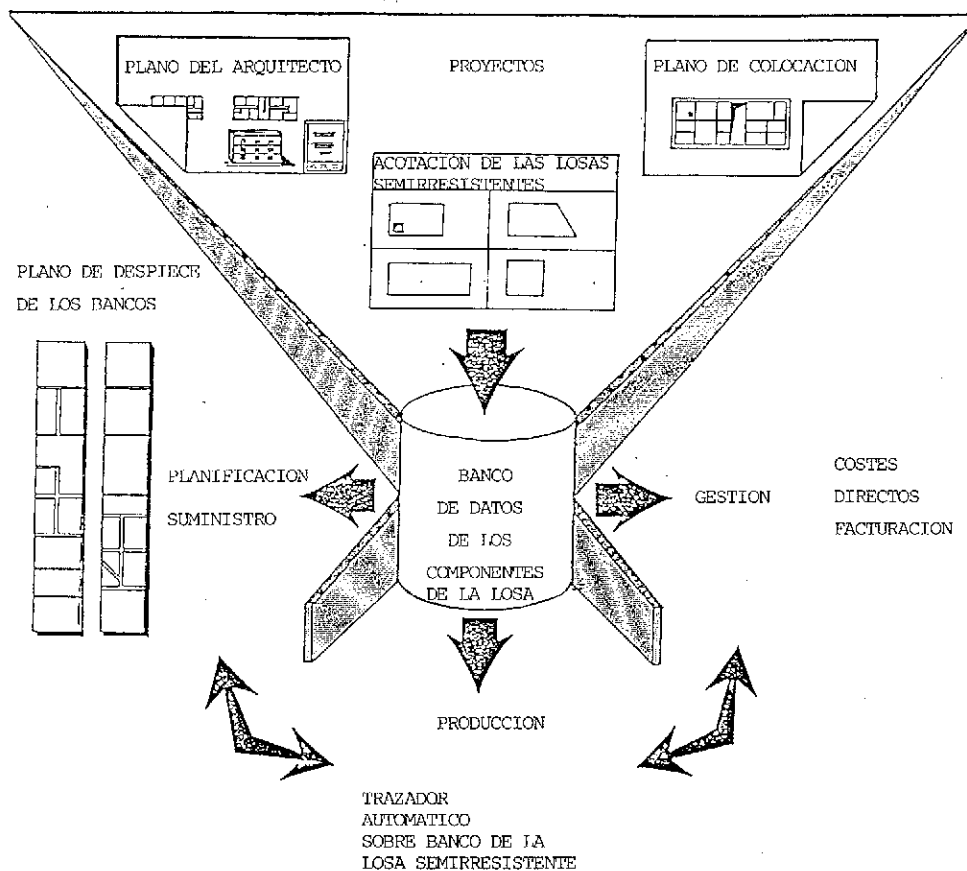 PLANO DEL ARQUITECTO
PROYECTOS
PLANO DE COLOCACION
ACOTACIÓN DE LAS LOSAS
SEMIRRESISTENTES
PLANO DE DESPIECE
DE LOS BANCOS
PLANIFICACION
SUMINISTRO
BANCO
DE DATOS
DE LOS
COMPONENTES
DE LA LOSA
GESTION
COSTES
DIRECTOS
FACTURACION
PRODUCCION
TRAZADOR
AUTOMATICO
SOBRE BANCO DE LA
LOSA SEMIRRESISTENTE